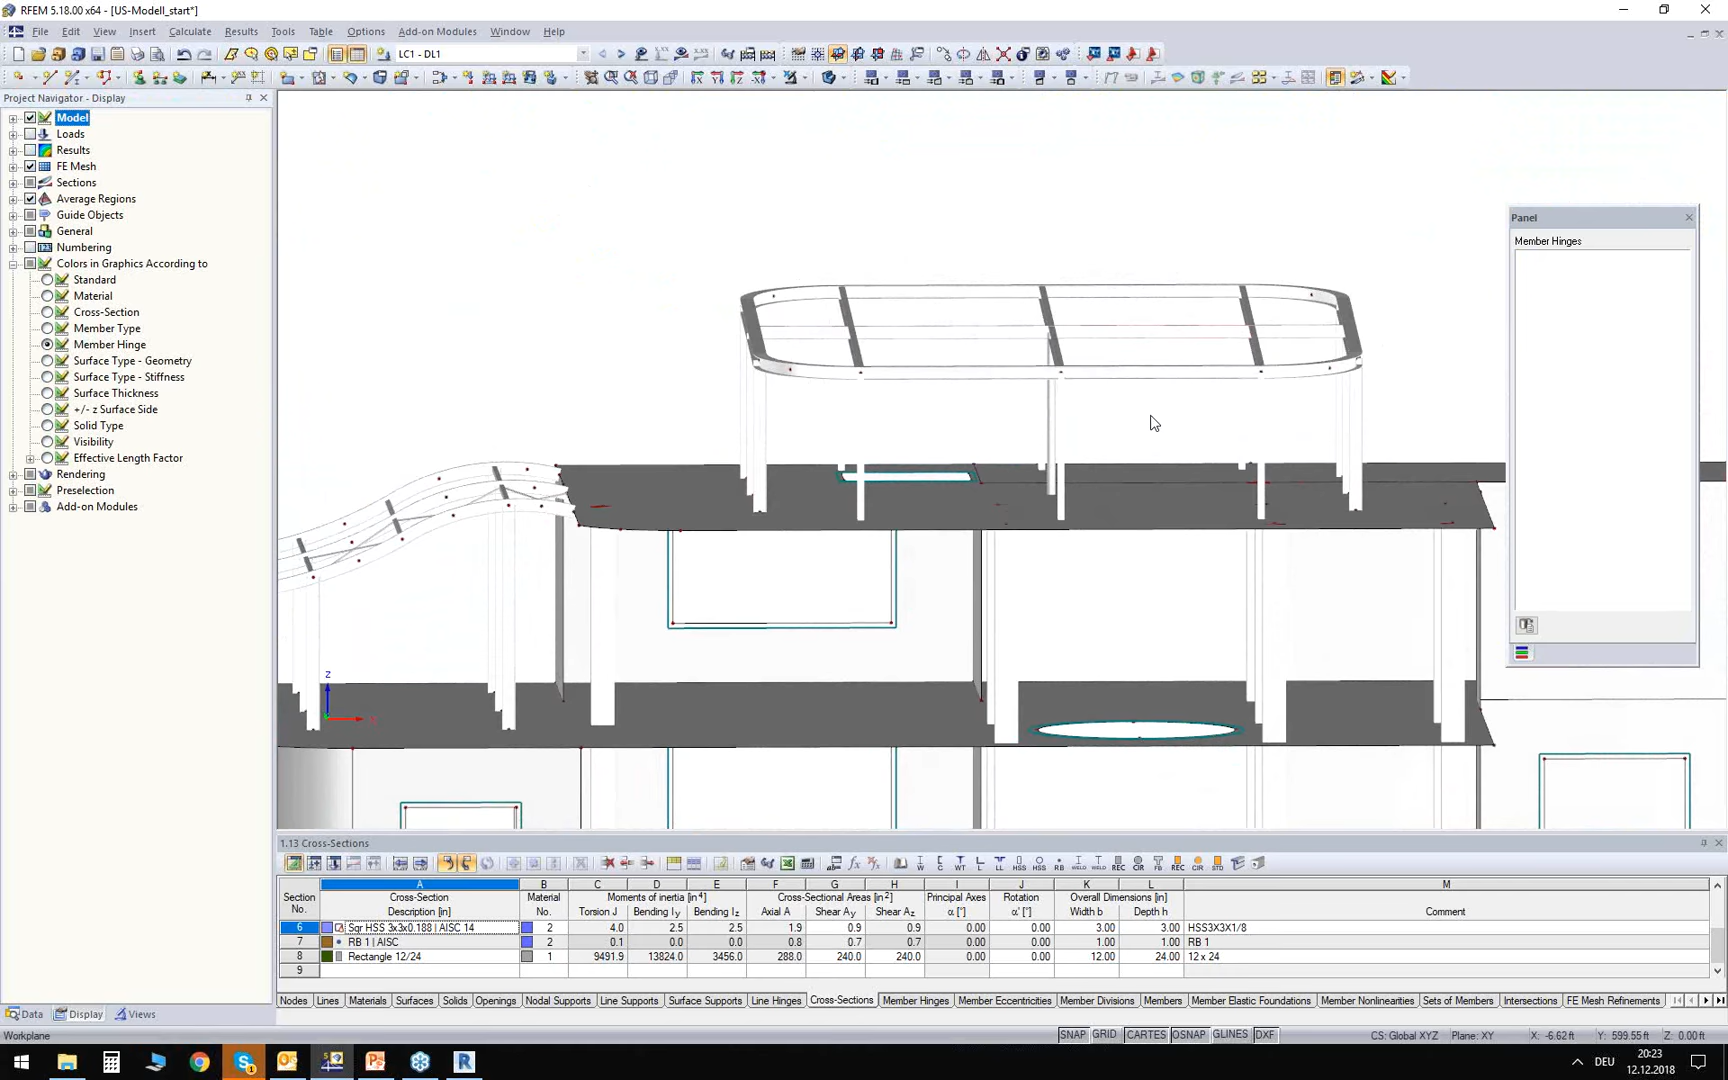 RFEM 5.18.00 x64 - [US-Modell_start*]
File Edit View Insert Calculate Results Tools Table Options Add-on Modules Window Help
LC1 - DL1
Project Navigator - Display
Model
Loads
Results
FE Mesh
Sections
Average Regions
Guide Objects
General
Numbering
Colors in Graphics According to
Standard
Material
Cross-Section
Member Type
Member Hinge
Surface Type - Geometry
Surface Type - Stiffness
Surface Thickness
+/- z Surface Side
Solid Type
Visibility
Effective Length Factor
Rendering
Preselection
Add-on Modules
Panel
Member Hinges
Z
1.13 Cross-Sections
A B C D E F G H I J K L M
Section Cross-Section Material Moments of inertia [in4] Cross-Sectional Areas [in2] Principal Axes Rotation Overall Dimensions [in]
No. Description [in] No. Torsion J Bending Iy Bending Iz Axial A Shear Ay Shear Az α [°] α' [°] Width b Depth h Comment
6 Sqr HSS 3x3x0.188 | AISC 14 2 4.0 2.5 2.5 1.9 0.9 0.9 0.00 0.00 3.00 3.00 HSS3X3X1/8
7 RB 1 | AISC 2 0.1 0.0 0.0 0.8 0.7 0.7 0.00 0.00 1.00 1.00 RB 1
8 Rectangle 12/24 1 9491.9 13824.0 3456.0 288.0 240.0 240.0 0.00 0.00 12.00 24.00 12 x 24
9
Nodes Lines Materials Surfaces Solids Openings Nodal Supports Line Supports Surface Supports Line Hinges Cross-Sections Member Hinges Member Eccentricities Member Divisions Members Member Elastic Foundations Member Nonlinearities Sets of Members Intersections FE Mesh Refinements
Data Display Views
Workplane SNAP GRID CARTES OSNAP GLINES DXF CS: Global XYZ Plane: XY X: -6.62 ft Y: 599.55 ft Z: 0.00 ft
DEU 20:23
12.12.2018